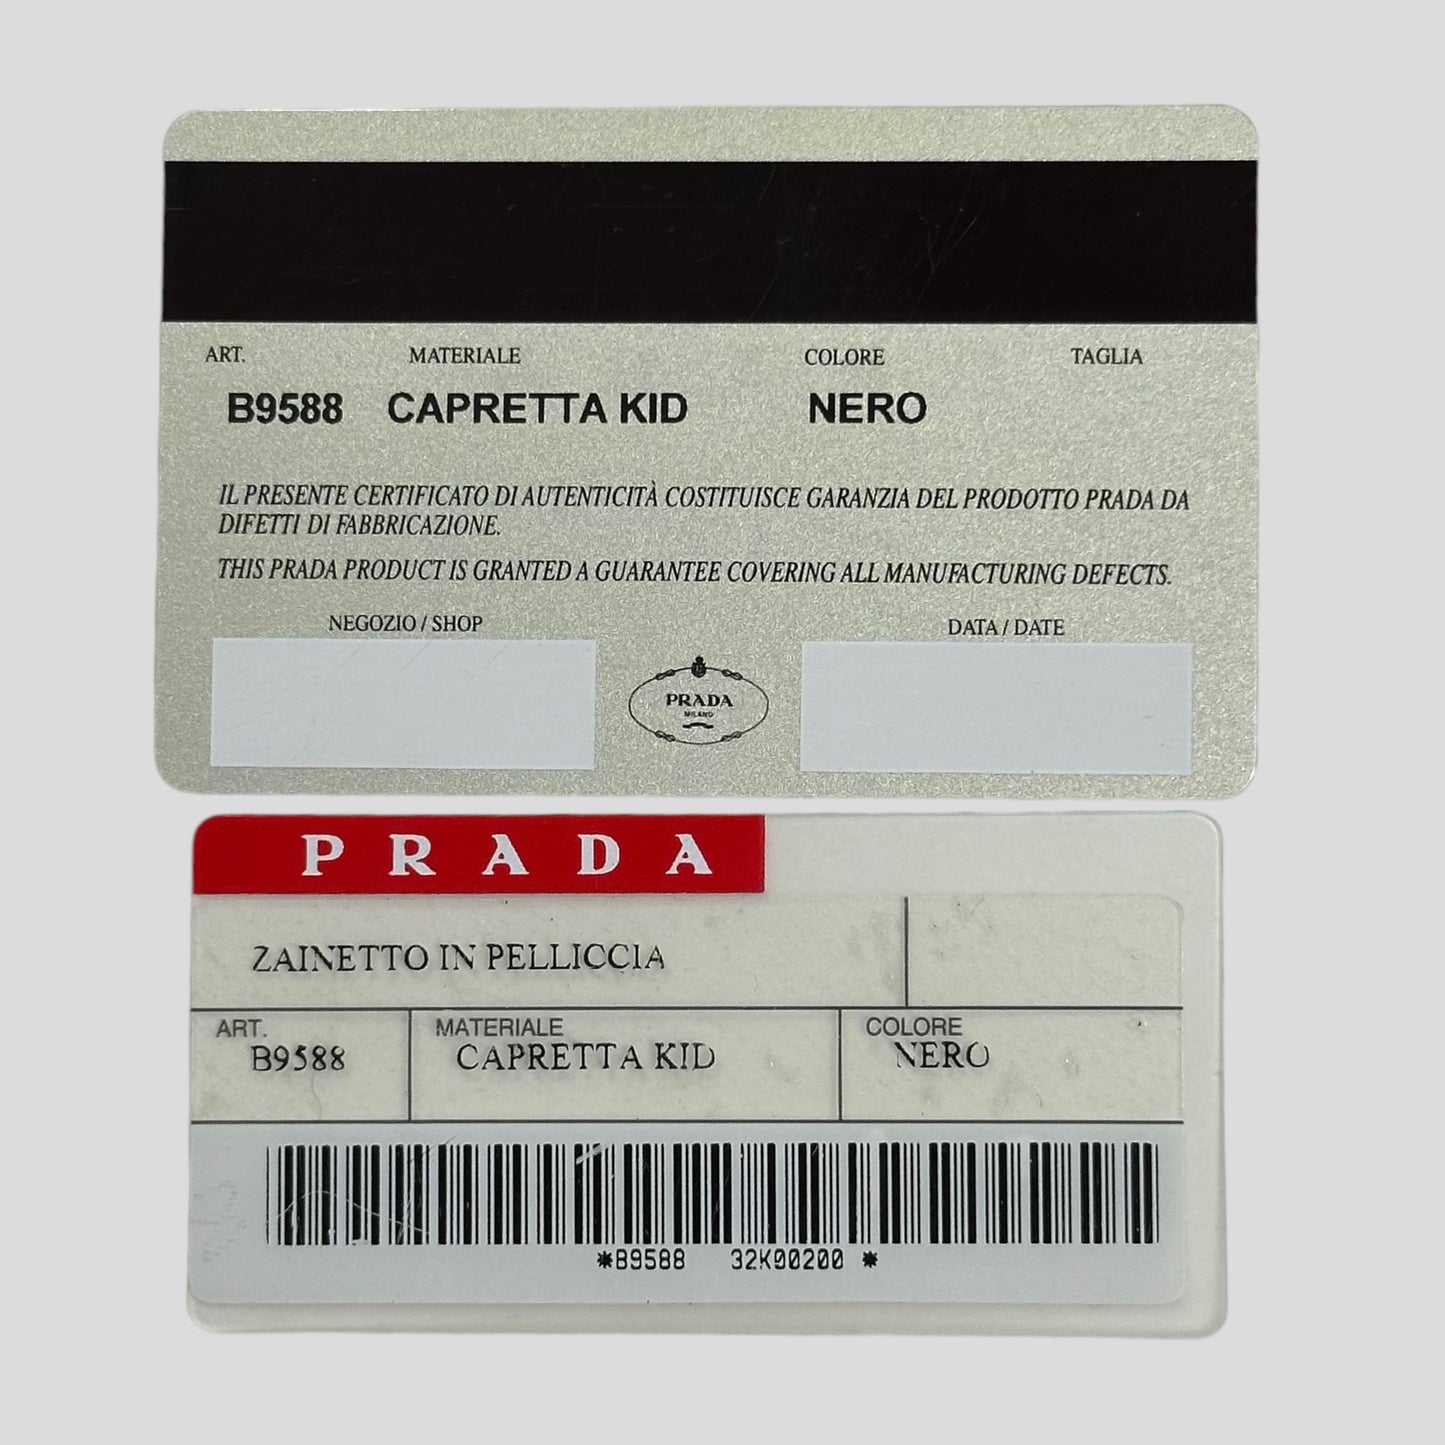 ART. MATERIALE COLORE TAGLIA
B9588 CAPRETTA KID NERO
IL PRESENTE CERTIFICATO DI AUTENTICITÀ COSTITUISCE GARANZIA DEL PRODOTTO PRADA DA
DIFETTI DI FABBRICAZIONE.
THIS PRADA PRODUCT IS GRANTED A GUARANTEE COVERING ALL MANUFACTURING DEFECTS.
NEGOZIO / SHOP DATA / DATE
PRADA
MILANO
PRADA
ZAINETTO IN PELLICCIA
ART. MATERIALE COLORE
B9588 CAPRETTA KID NERO
*B9588 32K90200 *